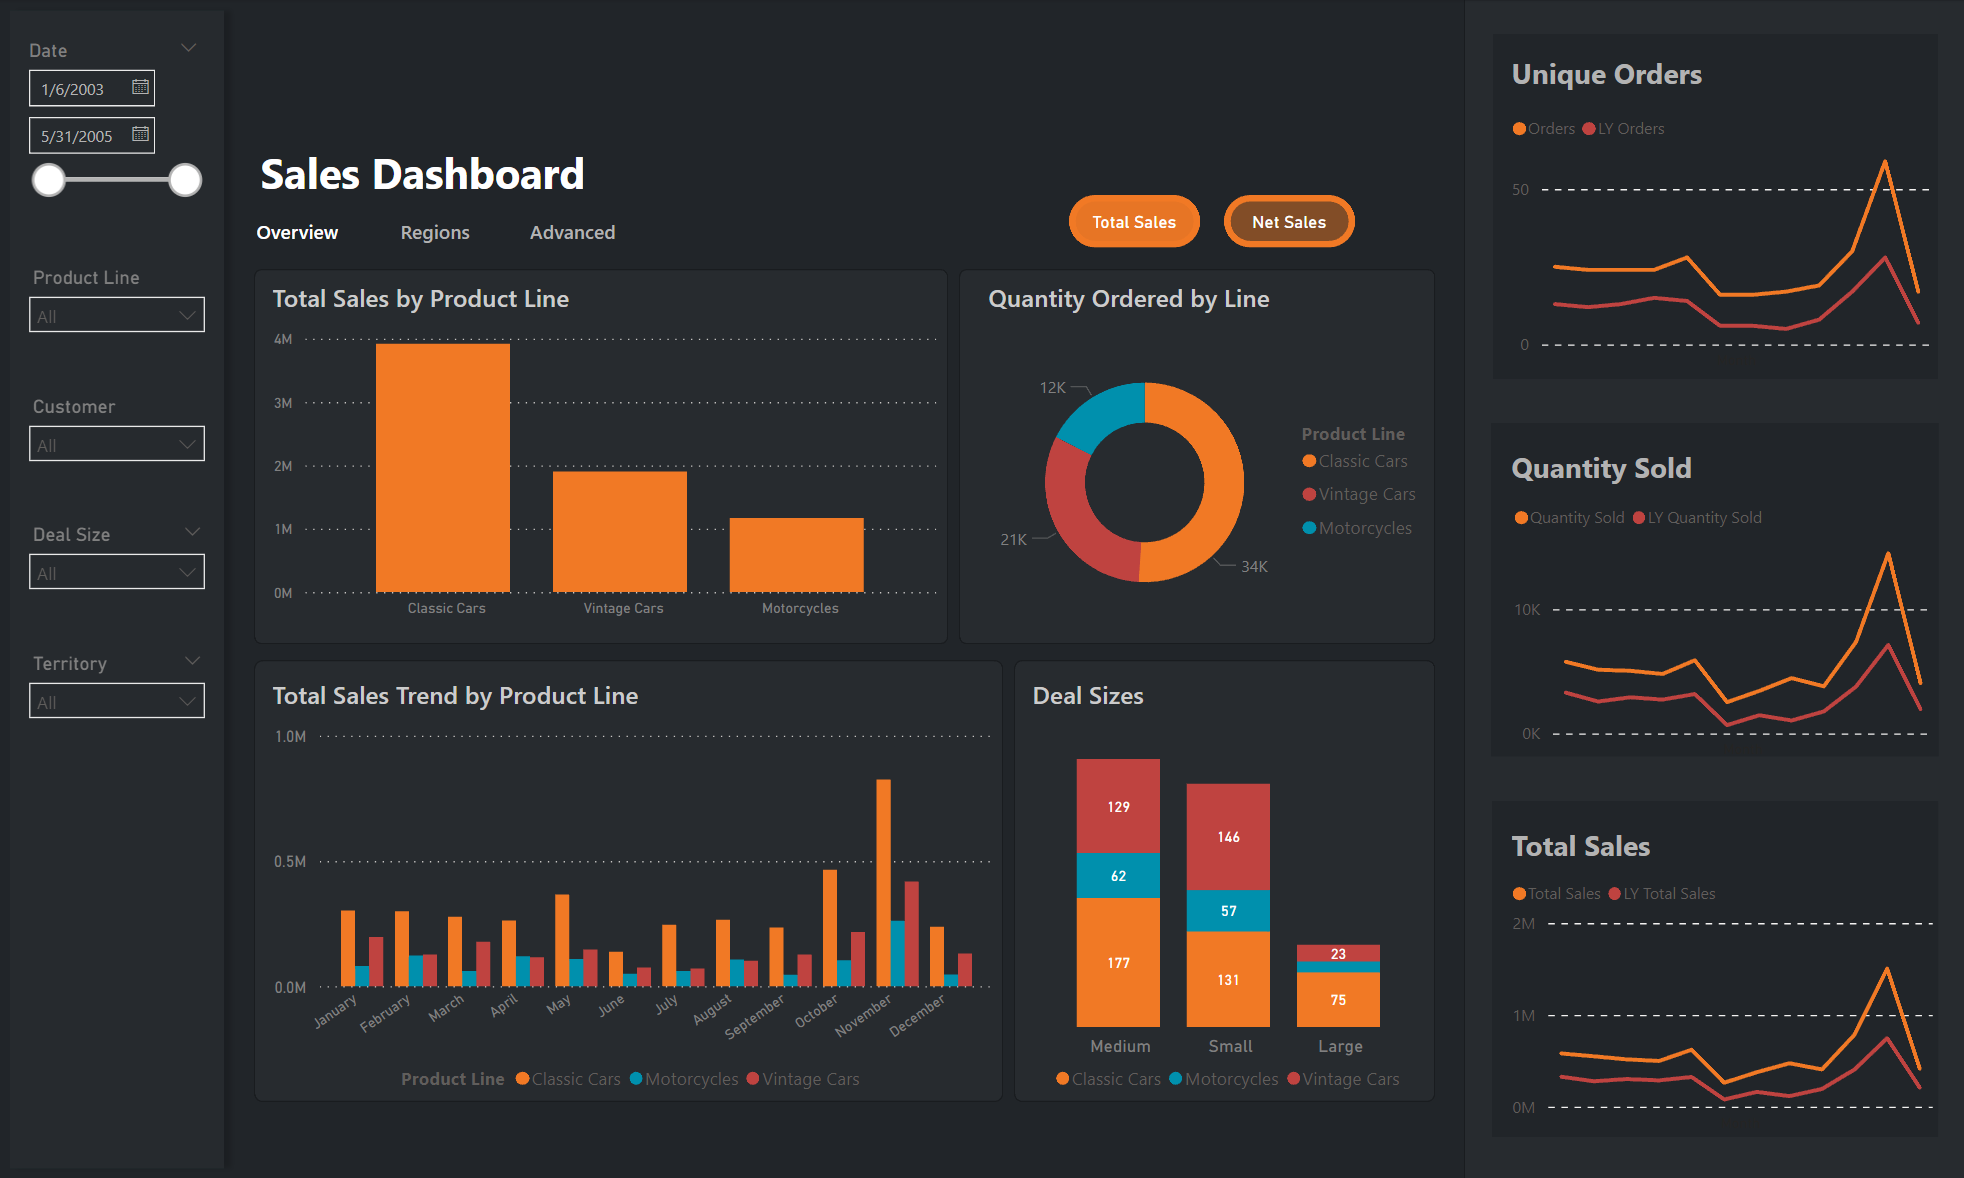 Date
1/6/2003
5/31/2005
Product Line
All
Customer
All
Deal Size
All
Territory
All
Sales Dashboard
Overview Regions Advanced
Total Sales Net Sales
Total Sales by Product Line
4M
3M
2M
1M
0M
Classic Cars Vintage Cars Motorcycles
Quantity Ordered by Line
12K
21K
34K
Product Line
Classic Cars
Vintage Cars
Motorcycles
Total Sales Trend by Product Line
1.0M
0.5M
0.0M
January February March April May June July August September October November December
Product Line Classic Cars Motorcycles Vintage Cars
Deal Sizes
129
62
177
146
57
131
23
75
Medium Small Large
Classic Cars Motorcycles Vintage Cars
Unique Orders
Orders LY Orders
50
0
Quantity Sold
Quantity Sold LY Quantity Sold
10K
0K
Total Sales
Total Sales LY Total Sales
2M
1M
0M